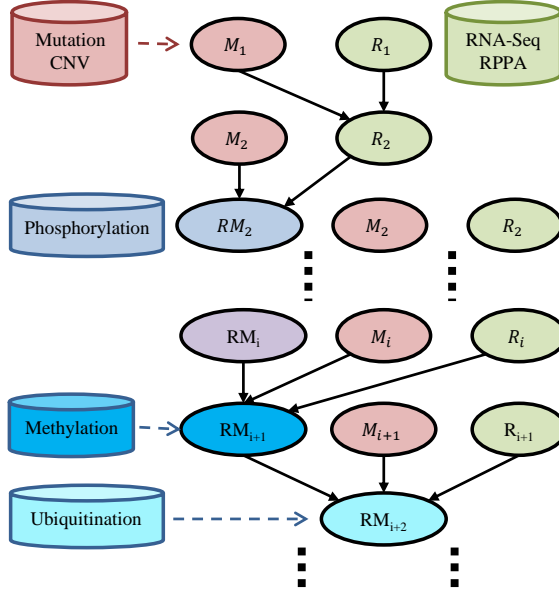 Mutation
CNV
M₁
R₁
RNA-Seq
RPPA
M₂
R₂
Phosphorylation
RM₂
M₂
R₂
RMᵢ
Mᵢ
Rᵢ
Methylation
RMᵢ₊₁
Mᵢ₊₁
Rᵢ₊₁
Ubiquitination
RMᵢ₊₂